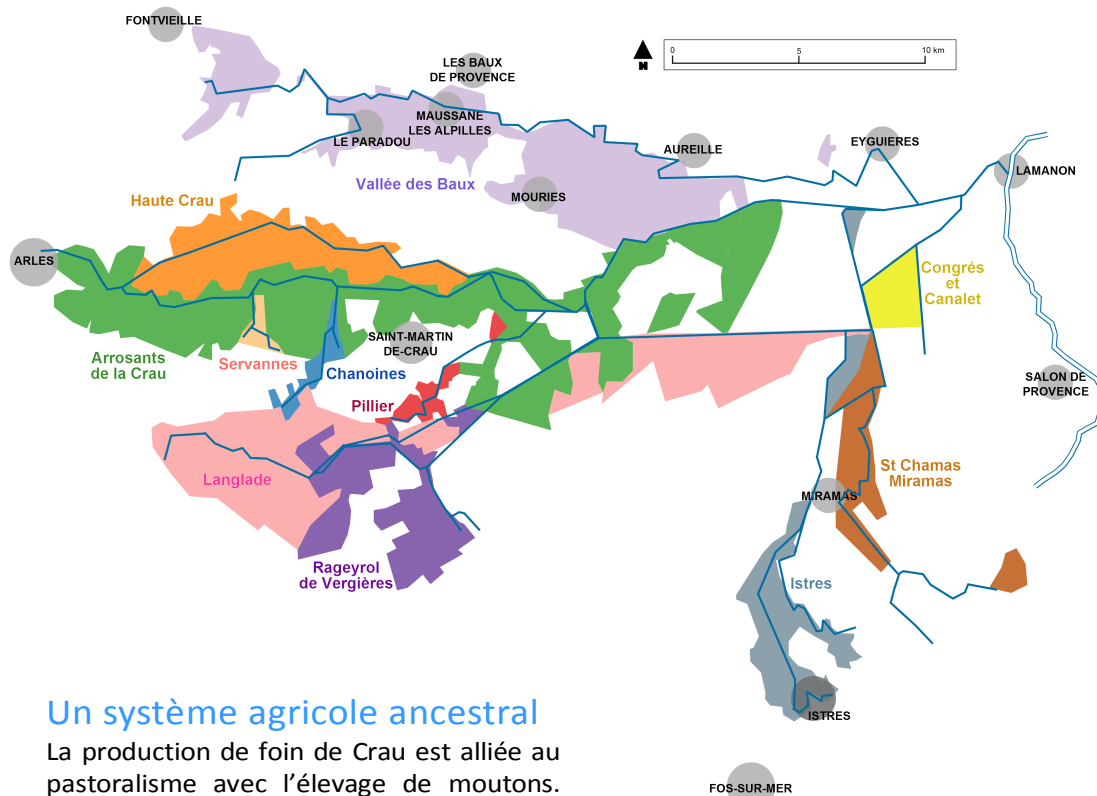 FONTVIEILLE
0 5 10 km
N
LES BAUX
DE PROVENCE
MAUSSANE
LES ALPILLES
LE PARADOU
AUREILLE
EYGUIERES
LAMANON
Vallée des Baux
MOURIES
Haute Crau
ARLES
Congrés
et
Canalet
SAINT-MARTIN
DE-CRAU
Arrosants
de la Crau
Servannes
Chanoines
SALON DE
PROVENCE
Pillier
Langlade
St Chamas
Miramas
MIRAMAS
Rageyrol
de Vergières
Istres
ISTRES
Un système agricole ancestral
La production de foin de Crau est alliée au
pastoralisme avec l’élevage de moutons.
FOS-SUR-MER